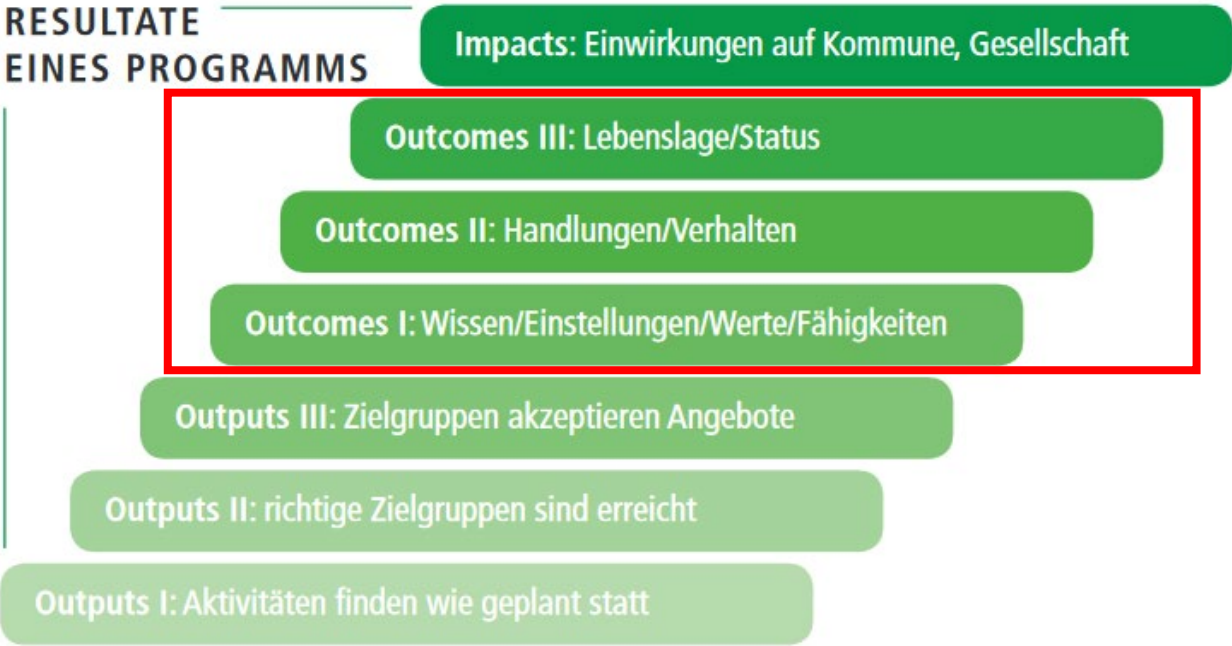 RESULTATE
EINES PROGRAMMS
Impacts: Einwirkungen auf Kommune, Gesellschaft
Outcomes III: Lebenslage/Status
Outcomes II: Handlungen/Verhalten
Outcomes I: Wissen/Einstellungen/Werte/Fähigkeiten
Outputs III: Zielgruppen akzeptieren Angebote
Outputs II: richtige Zielgruppen sind erreicht
Outputs I: Aktivitäten finden wie geplant statt